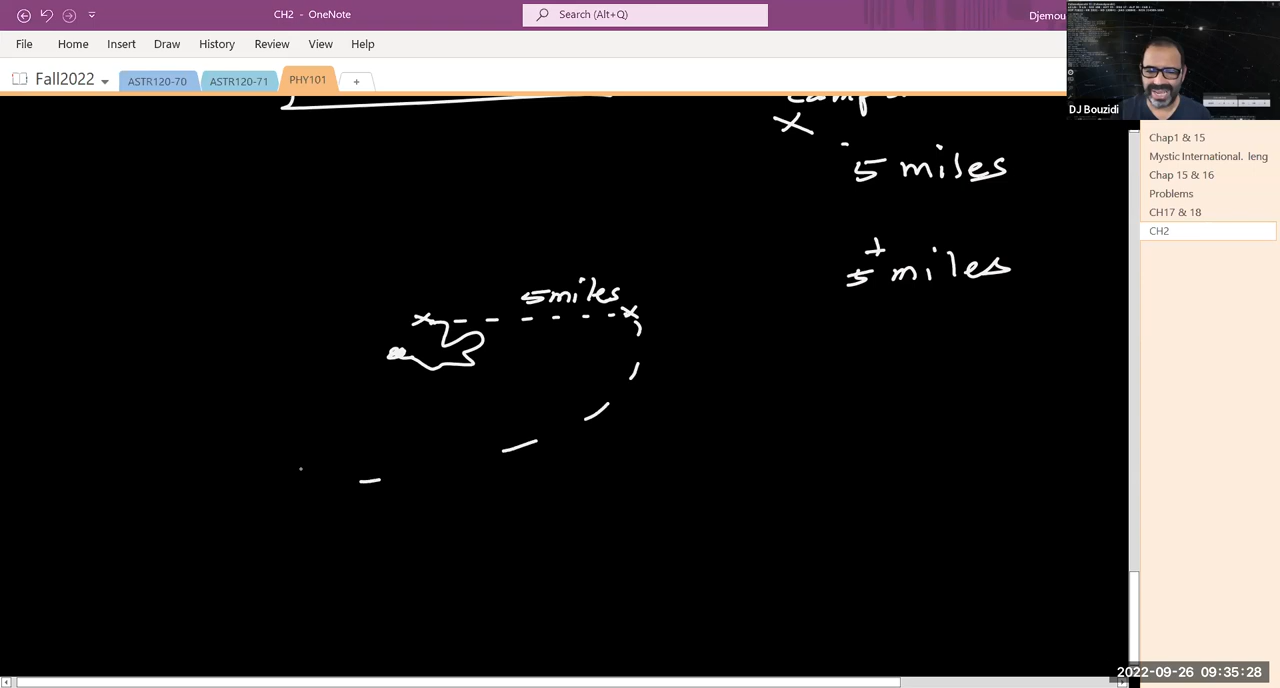 CH2 - OneNote
Search (Alt+Q)
Djemou
File Home Insert Draw History Review View Help
Fall2022 ASTR120-70 ASTR120-71 PHY101 +
DJ Bouzidi
x
5 miles
+
5 miles
5miles
x x
Chap1 & 15
Mystic International. leng
Chap 15 & 16
Problems
CH17 & 18
CH2
2022-09-26 09:35:28